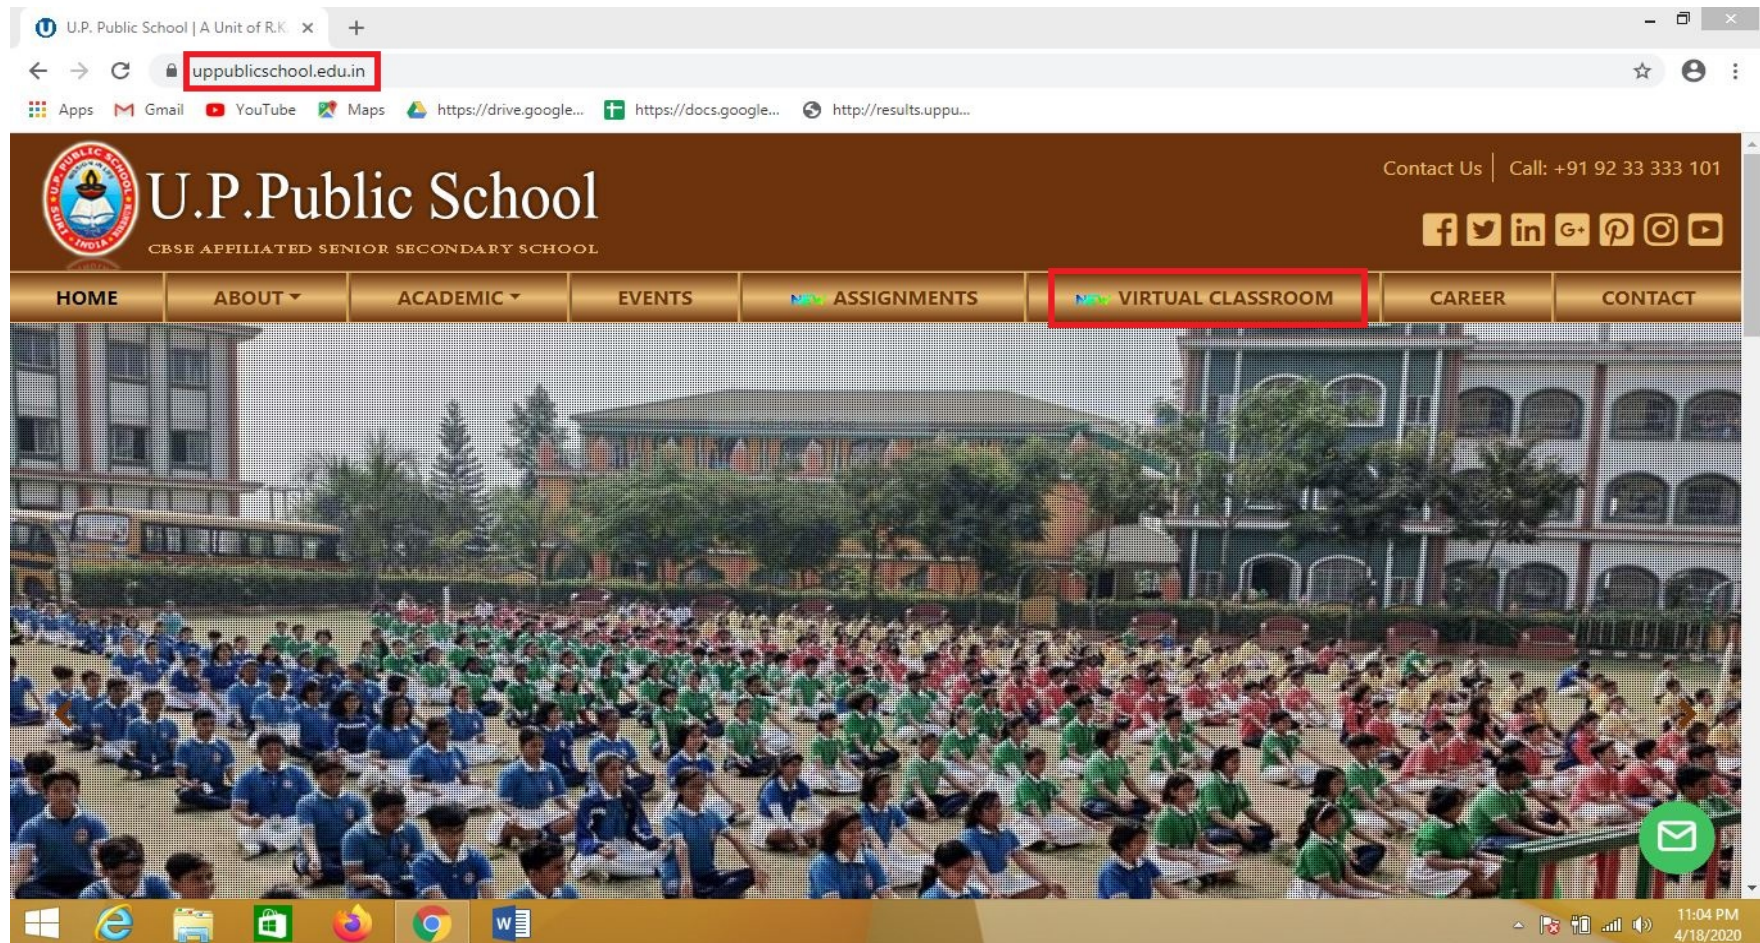 U.P. Public School | A Unit of R.K.
uppublicschool.edu.in
Apps Gmail YouTube Maps https://drive.google... https://docs.google... http://results.uppu...
U.P.Public School
CBSE AFFILIATED SENIOR SECONDARY SCHOOL
Contact Us Call: +91 92 33 333 101
HOME ABOUT ACADEMIC EVENTS NEW ASSIGNMENTS NEW VIRTUAL CLASSROOM CAREER CONTACT
11:04 PM
4/18/2020